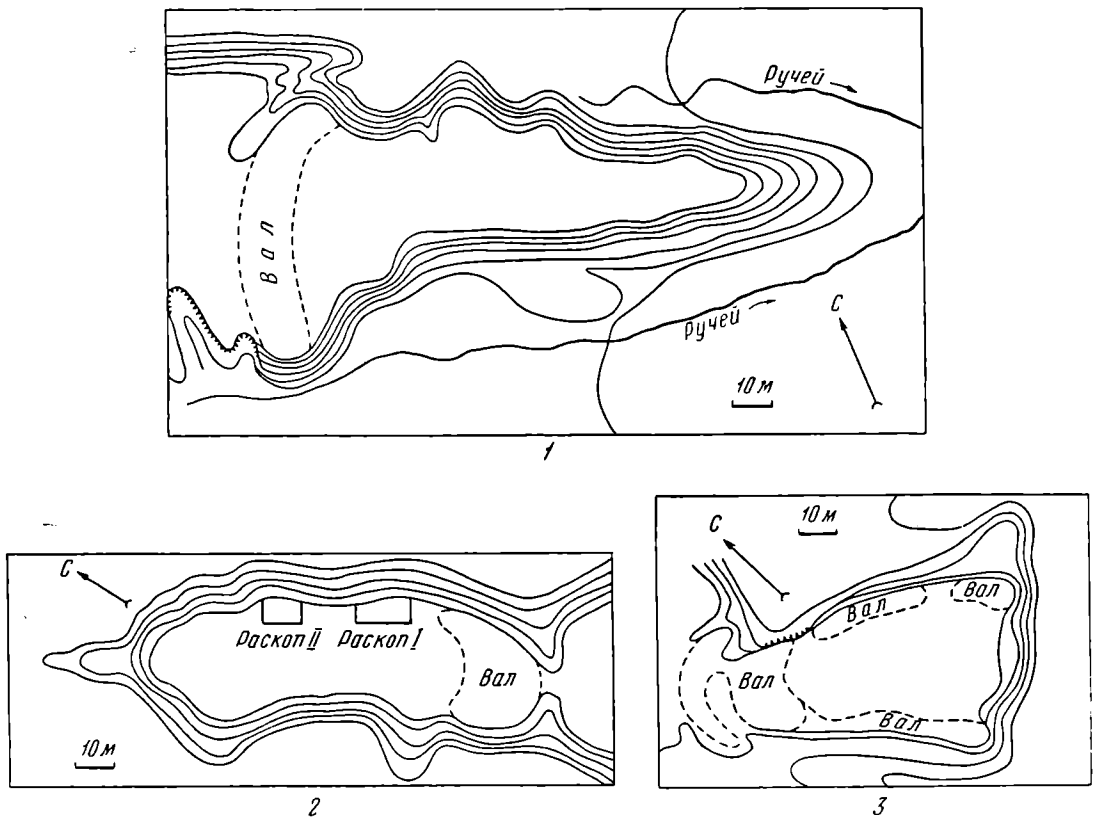 Ручей
Вал
С
Ручей
10 м
1
С
Раскоп II
Раскоп I
Вал
10 м
2
С
10 м
Вал
Вал
Вал
Вал
3